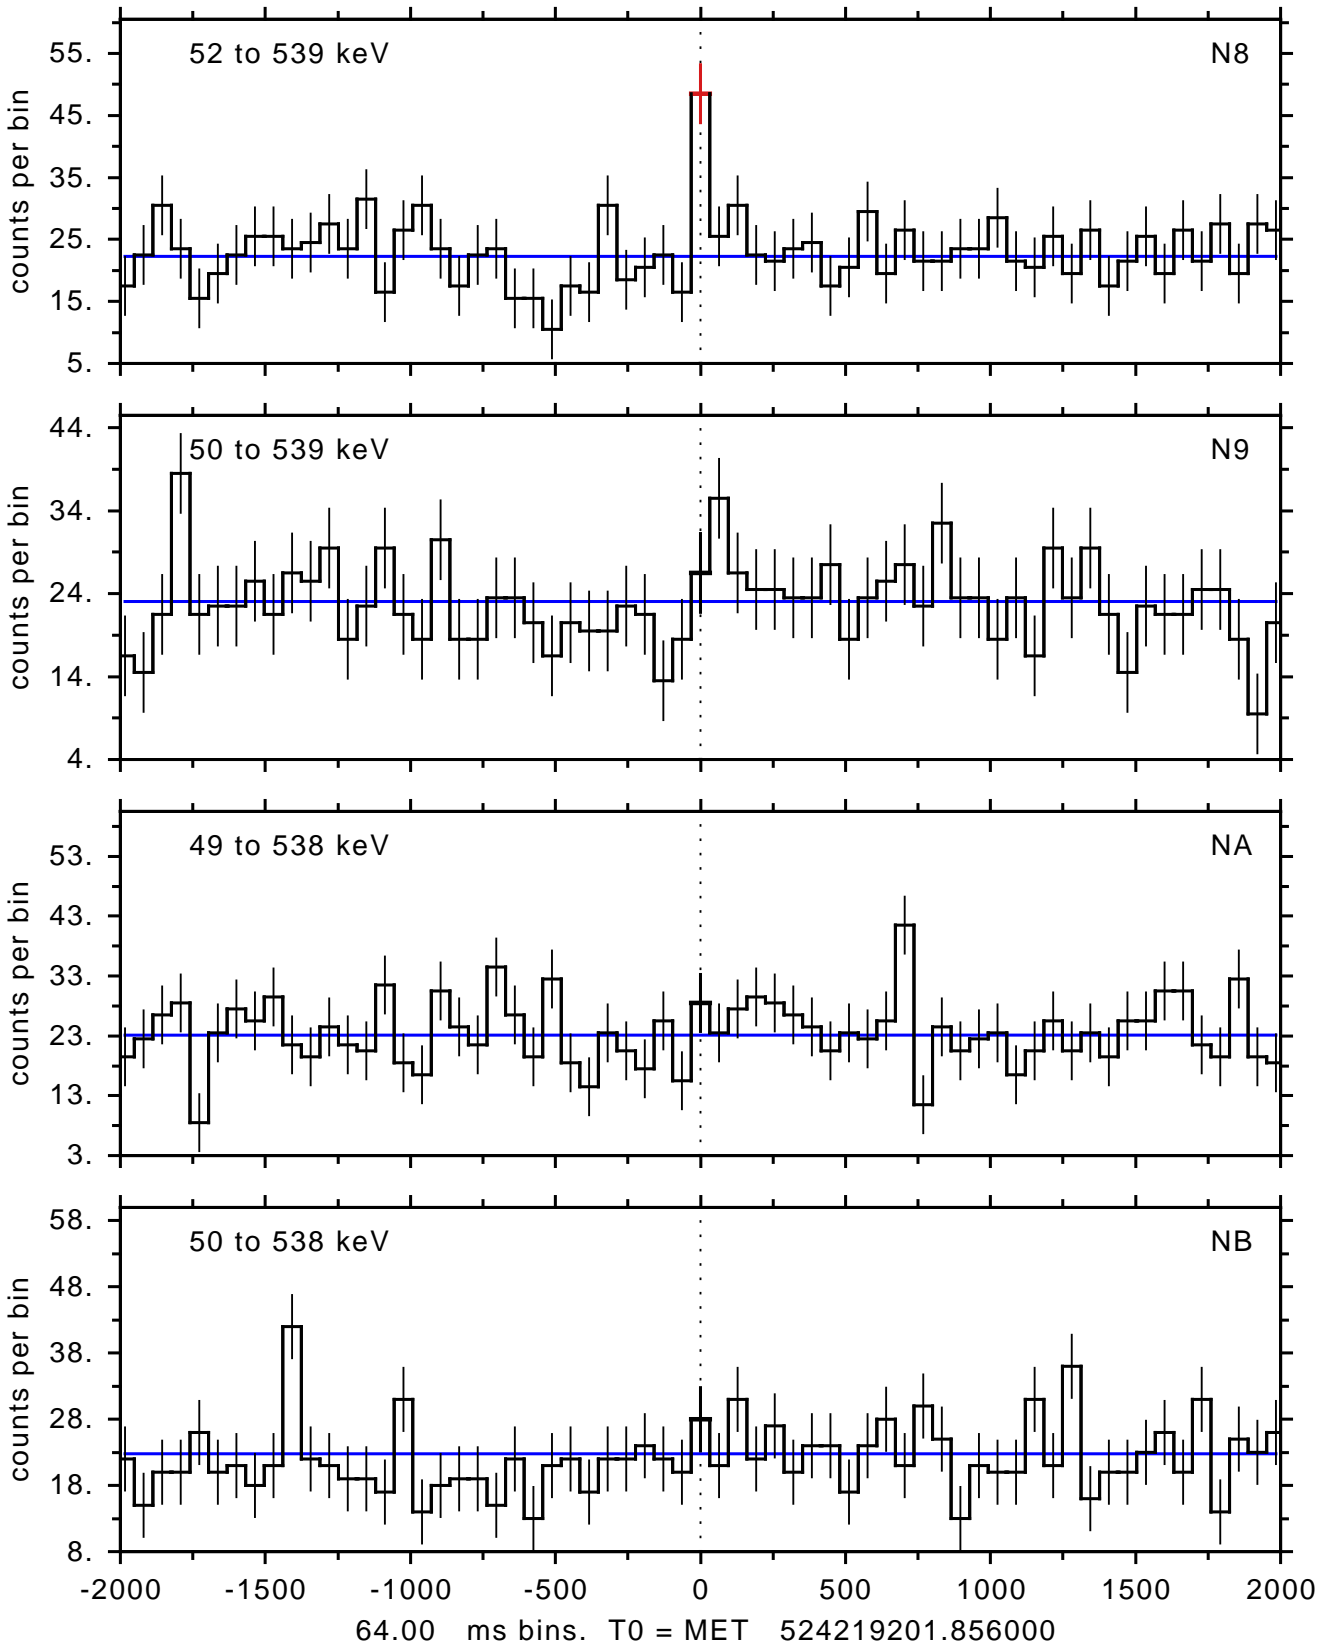 52 to 539 keV N8
55.
45.
35.
25.
15.
5.
counts per bin
50 to 539 keV N9
44.
34.
24.
14.
4.
counts per bin
49 to 538 keV NA
53.
43.
33.
23.
13.
3.
counts per bin
50 to 538 keV NB
58.
48.
38.
28.
18.
8.
counts per bin
-2000 -1500 -1000 -500 0 500 1000 1500 2000
64.00 ms bins. T0 = MET 524219201.856000